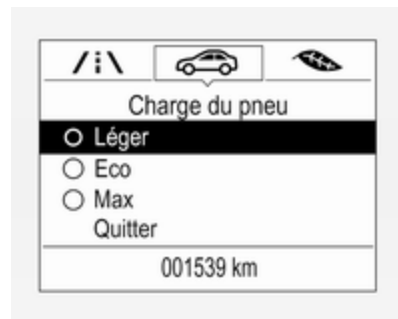 Charge du pneu
Léger
Eco
Max
Quitter
001539 km